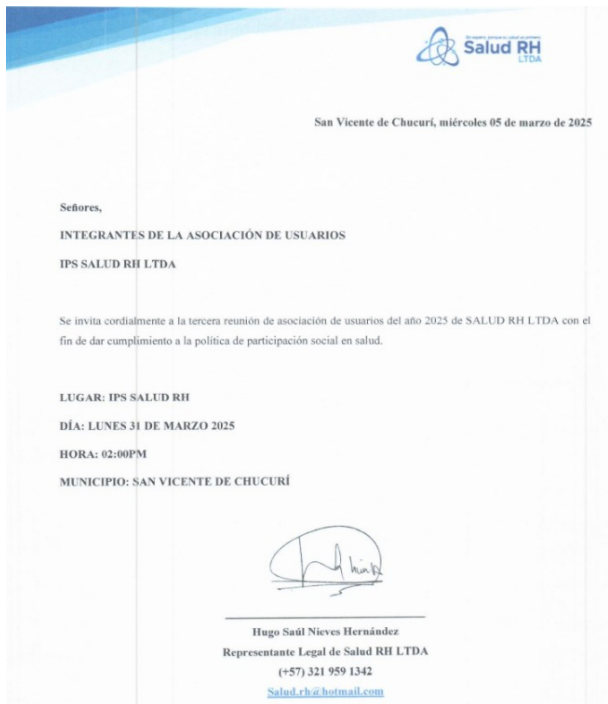 Salud RH
LTDA
San Vicente de Chucurí, miércoles 05 de marzo de 2025
Señores,
INTEGRANTES DE LA ASOCIACIÓN DE USUARIOS
IPS SALUD RH LTDA
Se invita cordialmente a la tercera reunión de asociación de usuarios del año 2025 de SALUD RH LTDA con el
fin de dar cumplimiento a la política de participación social en salud.
LUGAR: IPS SALUD RH
DÍA: LUNES 31 DE MARZO 2025
HORA: 02:00PM
MUNICIPIO: SAN VICENTE DE CHUCURÍ
Hugo Saúl Nieves Hernández
Representante Legal de Salud RH LTDA
(+57) 321 959 1342
Salud.rh@hotmail.com